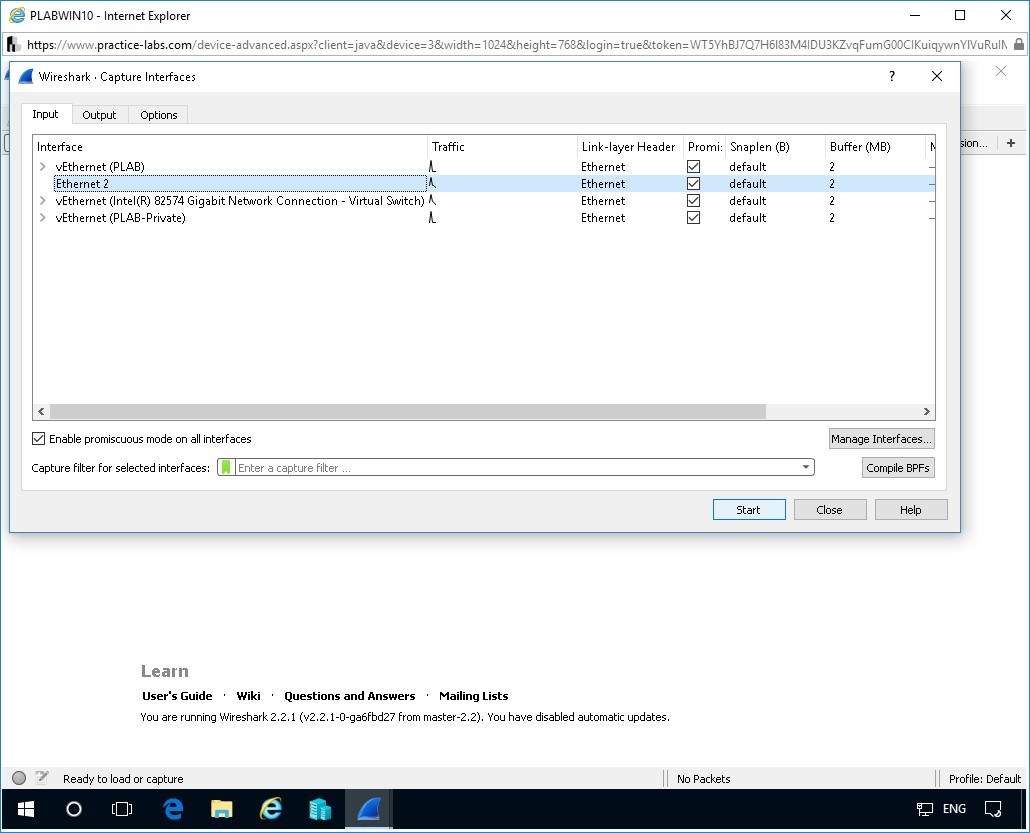 PLABWIN10 - Internet Explorer
https://www.practice-labs.com/device-advanced.aspx?client=java&device=3&width=1024&height=768&login=true&token=WT5YhBJ7Q7H6I83M4IDU3KZvqFumG00CIKuiqywnYIVuRuIM
Wireshark · Capture Interfaces
?
Input Output Options
Interface Traffic Link-layer Header Promi: Snaplen (B) Buffer (MB)
vEthernet (PLAB) Ethernet default 2 –
Ethernet 2 Ethernet default 2 –
vEthernet (Intel(R) 82574 Gigabit Network Connection - Virtual Switch) Ethernet default 2 –
vEthernet (PLAB-Private) Ethernet default 2 –
sion... +
Enable promiscuous mode on all interfaces Manage Interfaces...
Capture filter for selected interfaces: Enter a capture filter ... Compile BPFs
Start Close Help
Learn
User's Guide · Wiki · Questions and Answers · Mailing Lists
You are running Wireshark 2.2.1 (v2.2.1-0-ga6fbd27 from master-2.2). You have disabled automatic updates.
Ready to load or capture No Packets Profile: Default
ENG